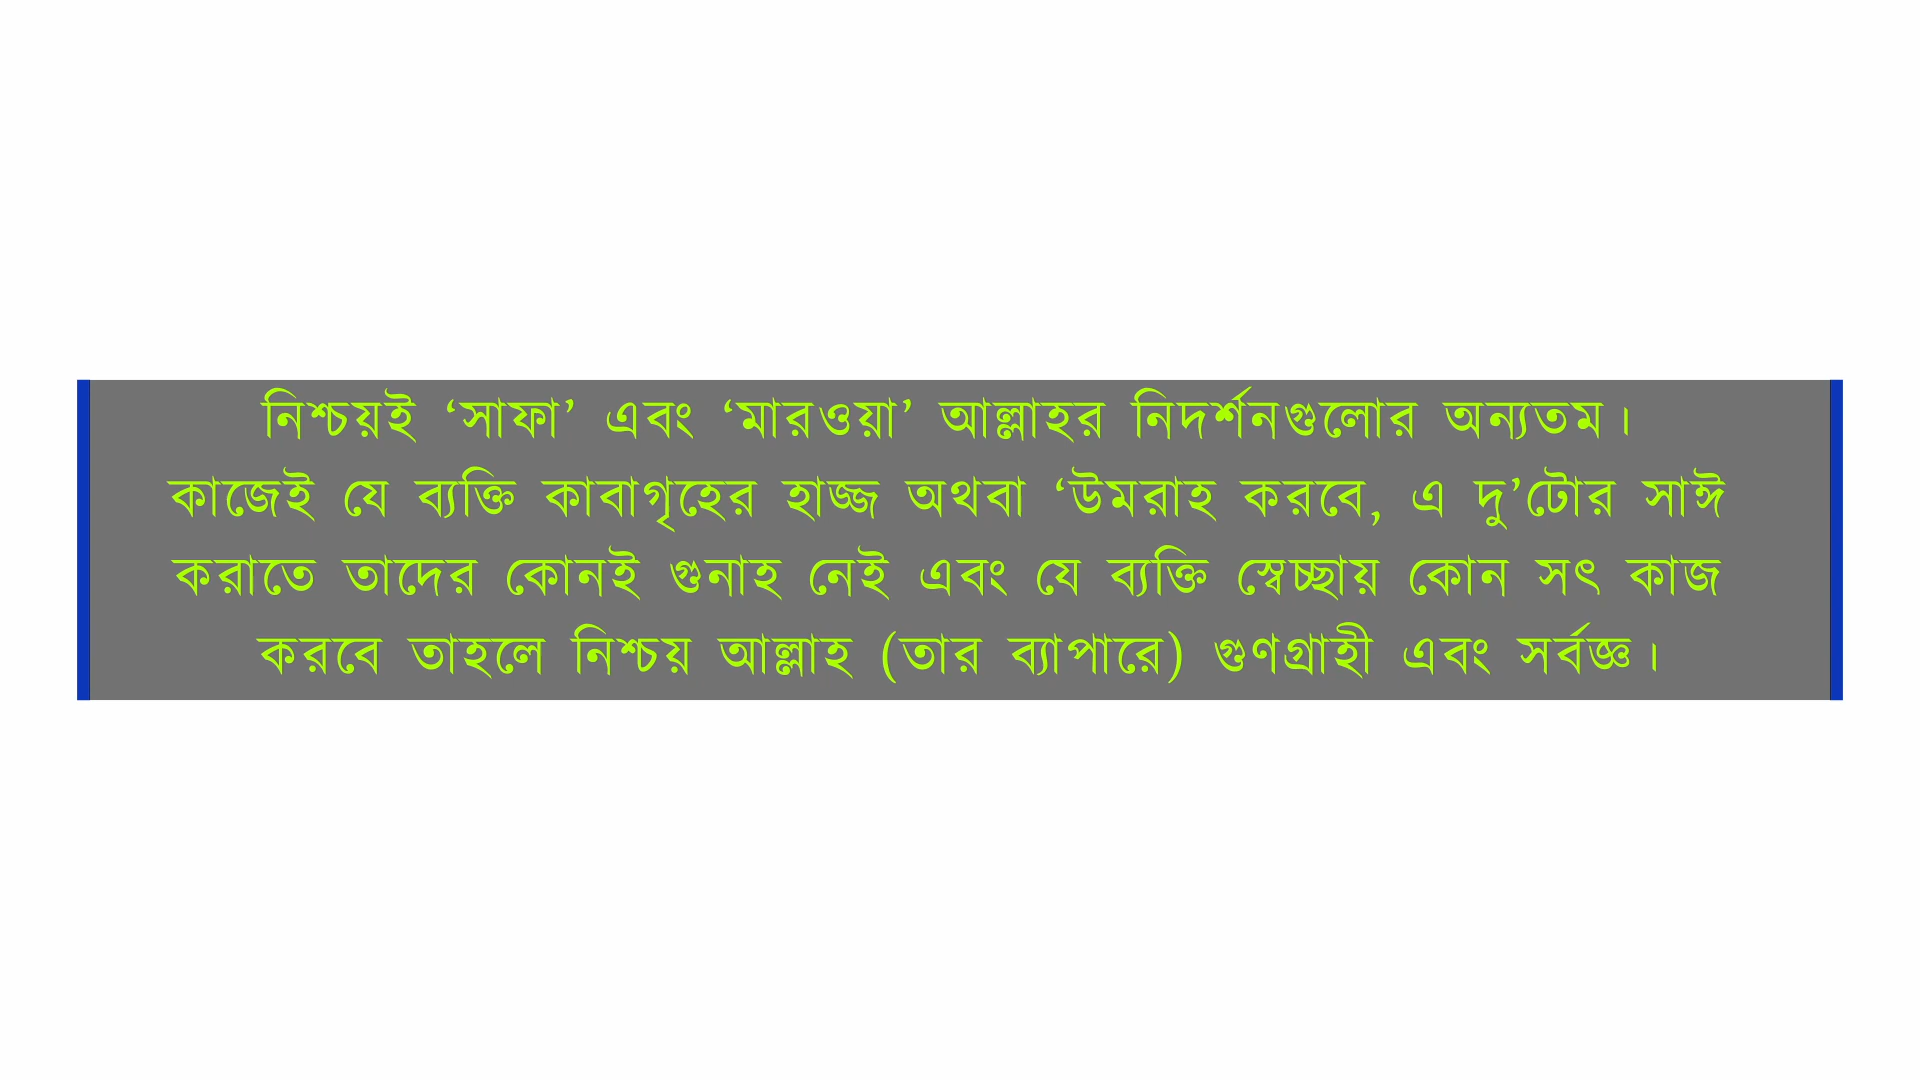 নিশ্চয়ই ‘সাফা’ এবং ‘মারওয়া’ আল্লাহর নিদর্শনগুলোর অন্যতম।
কাজেই যে ব্যক্তি কাবাগৃহের হাজ্জ অথবা ‘উমরাহ করবে, এ দু’টোর সাঈ
করাতে তাদের কোনই গুনাহ নেই এবং যে ব্যক্তি স্বেচ্ছায় কোন সৎ কাজ
করবে তাহলে নিশ্চয় আল্লাহ (তার ব্যাপারে) গুণগ্রাহী এবং সর্বজ্ঞ।